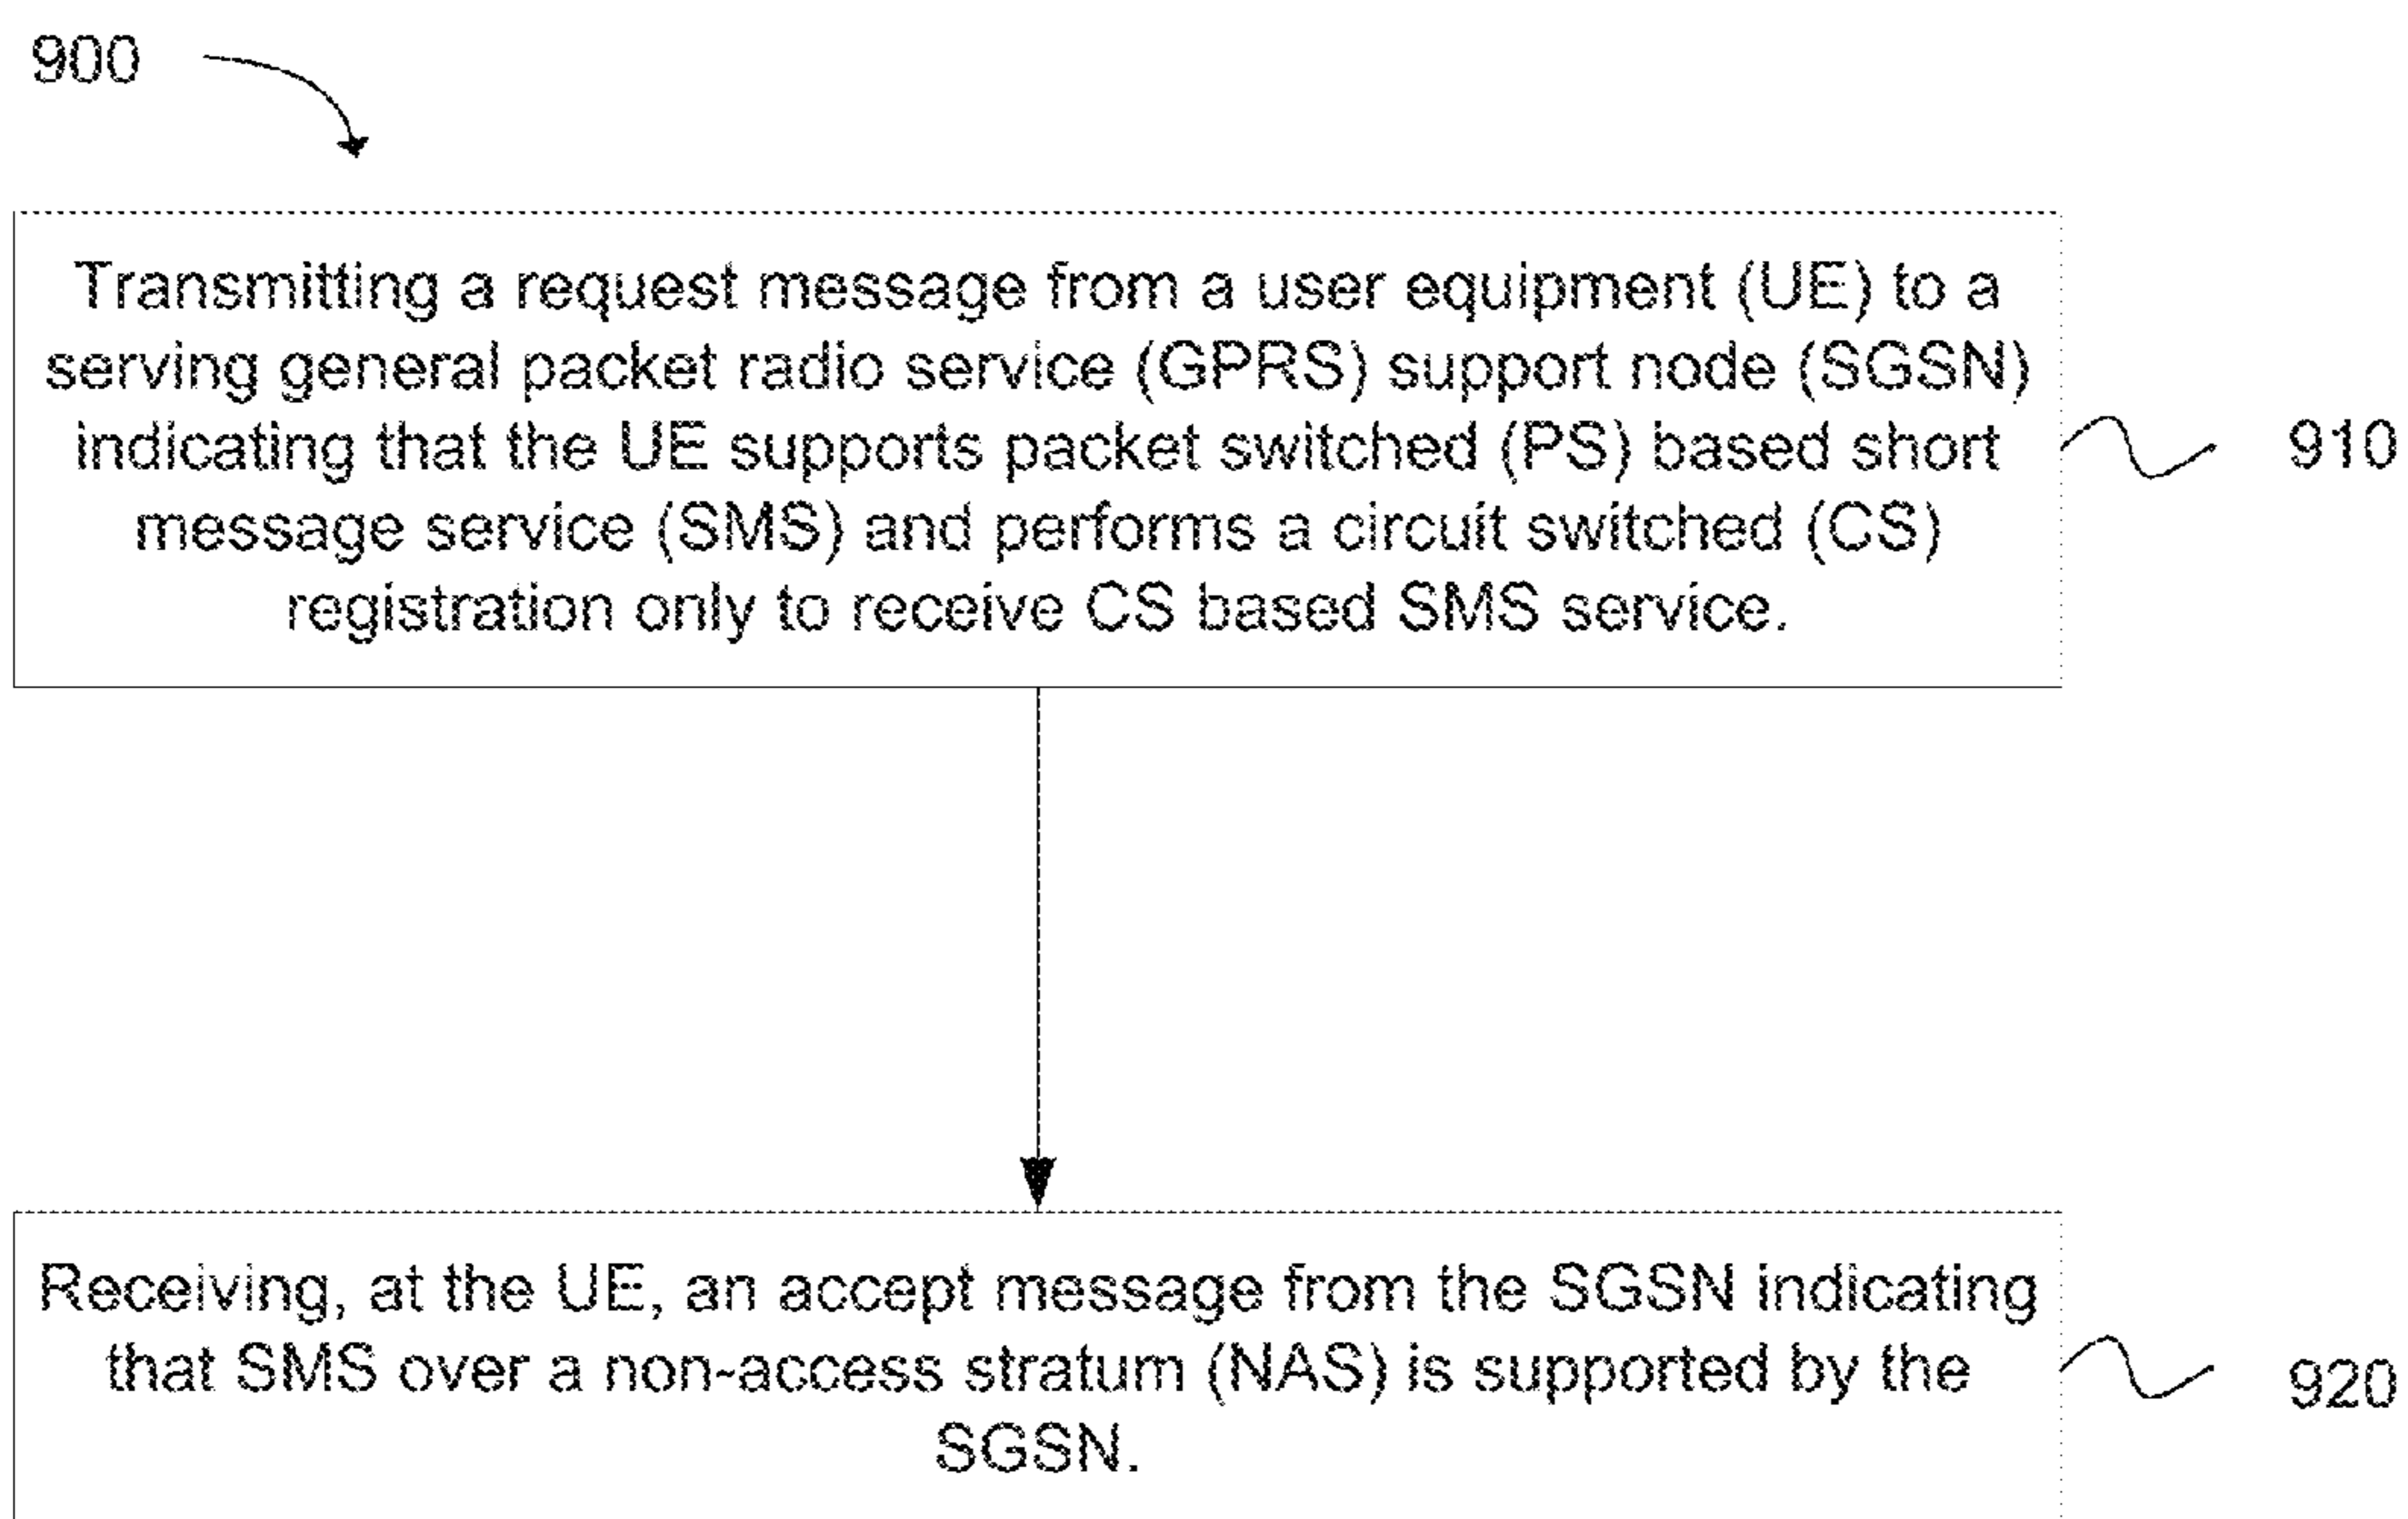 900
Transmitting a request message from a user equipment (UE) to a
serving general packet radio service (GPRS) support node (SGSN)
indicating that the UE supports packet switched (PS) based short
message service (SMS) and performs a circuit switched (CS)
registration only to receive CS based SMS service.
910
Receiving, at the UE, an accept message from the SGSN indicating
that SMS over a non-access stratum (NAS) is supported by the
SGSN.
920